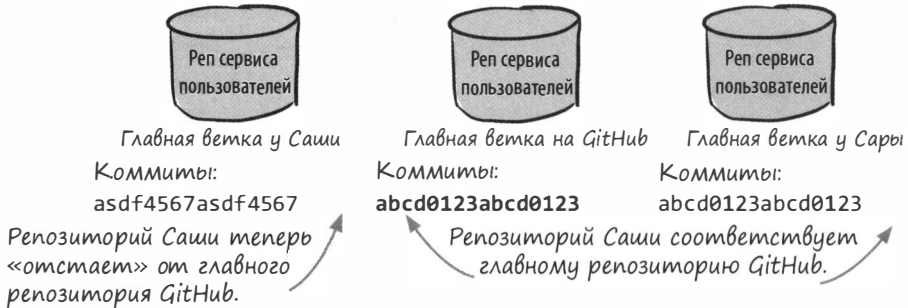 Реп сервиса
пользователей
Главная ветка у Саши
Коммиты:
asdf4567asdf4567
Репозиторий Саши теперь
«отстает» от главного
репозитория GitHub.
Реп сервиса
пользователей
Главная ветка на GitHub
Коммиты:
abcd0123abcd0123
Реп сервиса
пользователей
Главная ветка у Сары
Коммиты:
abcd0123abcd0123
Репозиторий Саши соответствует
главному репозиторию GitHub.